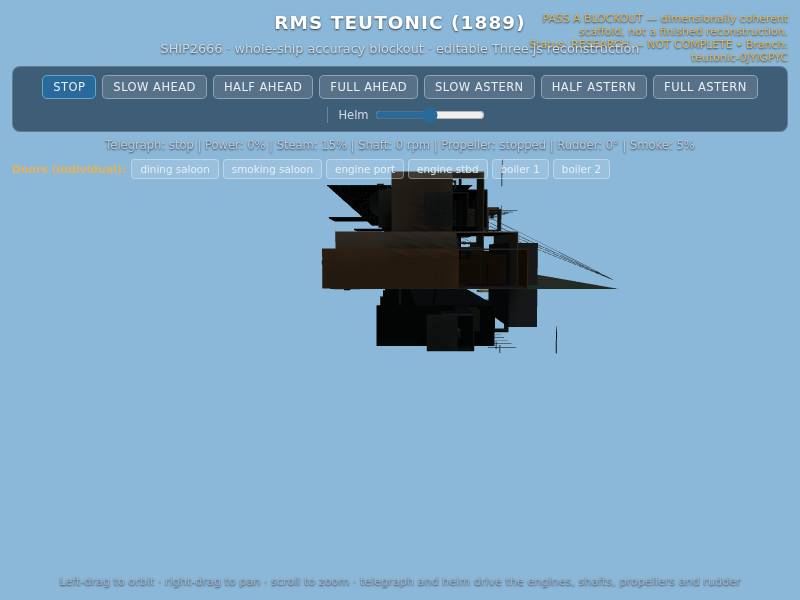 RMS TEUTONIC (1889)
SHIP2666 · whole-ship accuracy blockout · editable Three.js reconstruction
PASS A BLOCKOUT — dimensionally coherent
scaffold, not a finished reconstruction.
Status: RESEARCH — NOT COMPLETE • Branch:
teutonic-0JYIGPYC
STOP
SLOW AHEAD
HALF AHEAD
FULL AHEAD
SLOW ASTERN
HALF ASTERN
FULL ASTERN
Helm
Telegraph: stop | Power: 0% | Steam: 15% | Shaft: 0 rpm | Propeller: stopped | Rudder: 0° | Smoke: 5%
Doors (individual):
dining saloon
smoking saloon
engine port
engine stbd
boiler 1
boiler 2
Left-drag to orbit · right-drag to pan · scroll to zoom · telegraph and helm drive the engines, shafts, propellers and rudder